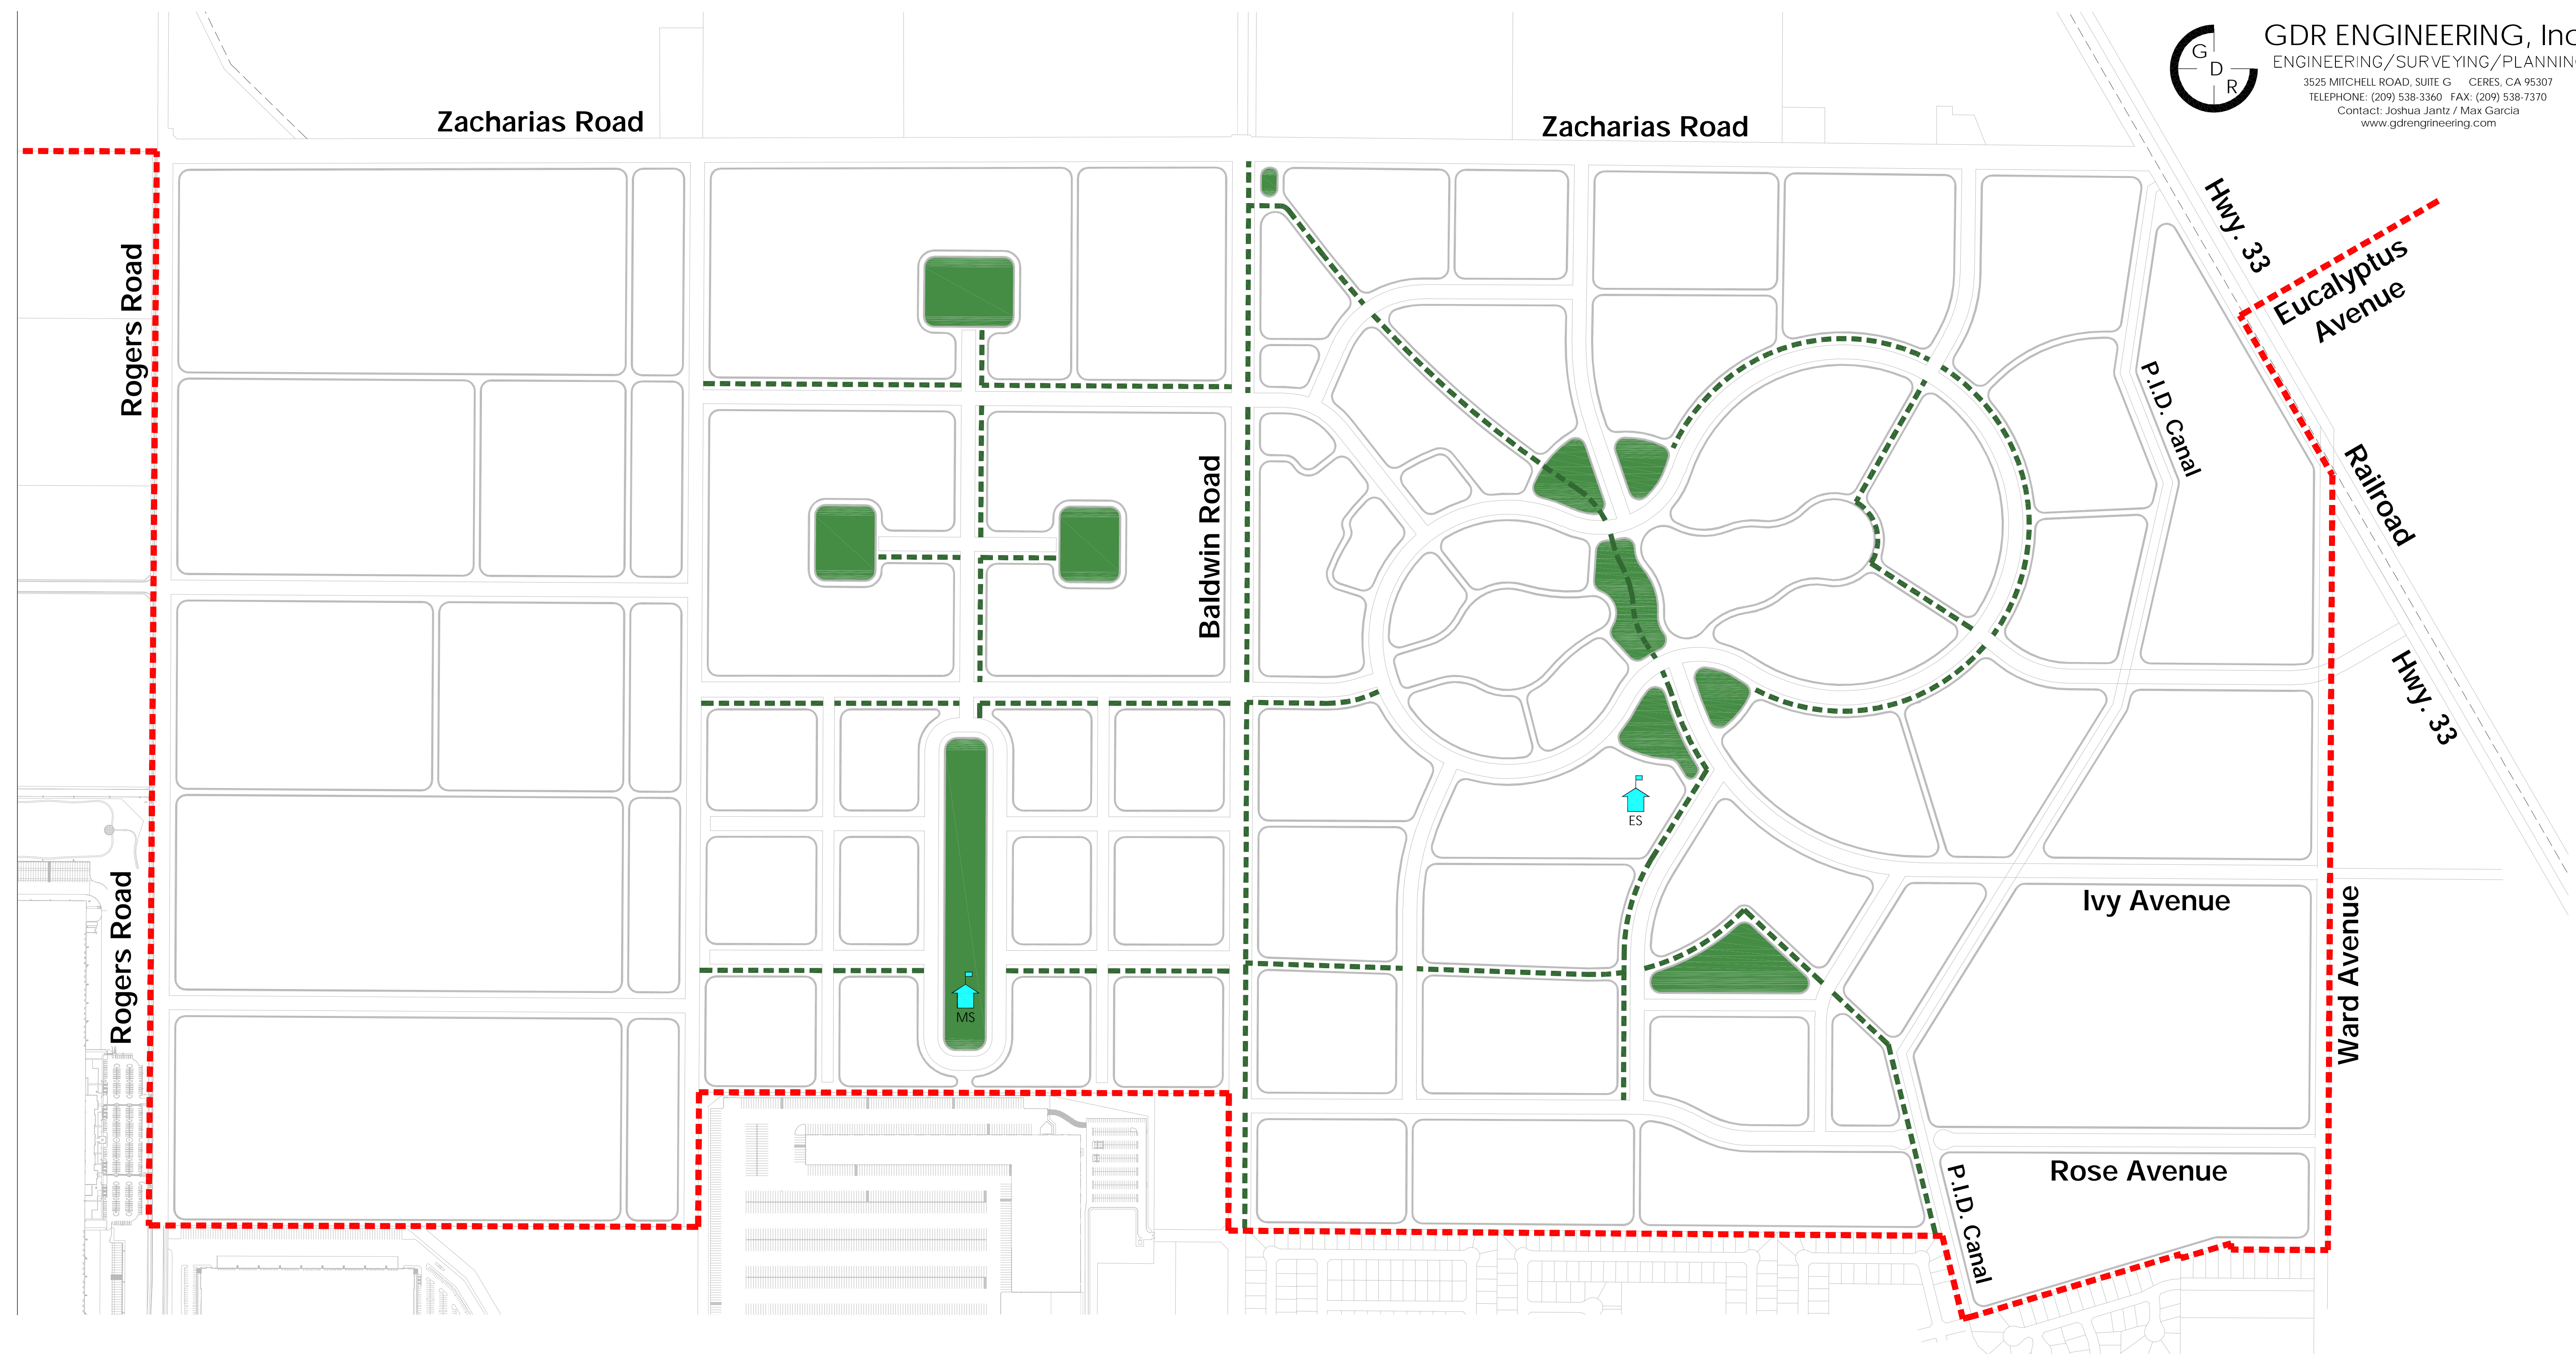 G
D
R
GDR ENGINEERING, Inc
ENGINEERING/SURVEYING/PLANNING
3525 MITCHELL ROAD, SUITE G CERES, CA 95307
TELEPHONE: (209) 538-3360 FAX: (209) 538-7370
Contact: Joshua Jantz / Max Garcia
www.gdrengrineering.com
Zacharias Road
Zacharias Road
Hwy. 33
Eucalyptus
Avenue
Rogers Road
P.I.D. Canal
Baldwin Road
Railroad
Hwy. 33
ES
Rogers Road
Ivy Avenue
Ward Avenue
MS
Rose Avenue
P.I.D. Canal